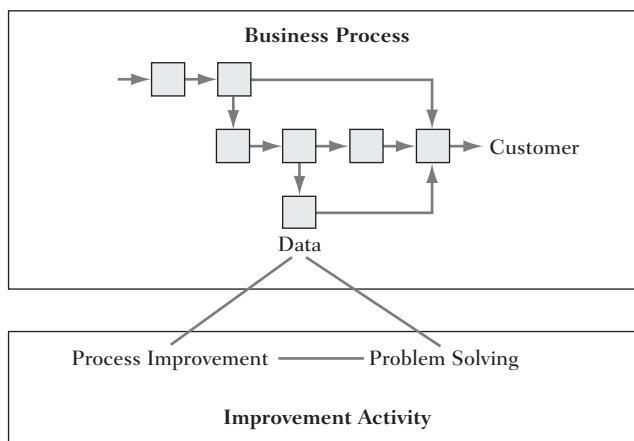 Business Process
Customer
Data
Process Improvement
Problem Solving
Improvement Activity